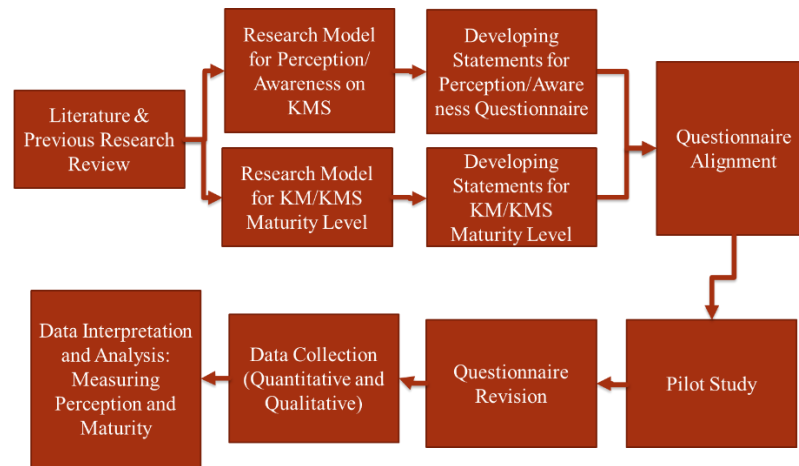 Literature &
Previous Research
Review
Research Model
for Perception/
Awareness on
KMS
Developing
Statements for
Perception/Aware
ness Questionnaire
Research Model
for KM/KMS
Maturity Level
Developing
Statements for
KM/KMS
Maturity Level
Questionnaire
Alignment
Pilot Study
Questionnaire
Revision
Data Collection
(Quantitative and
Qualitative)
Data Interpretation
and Analysis:
Measuring
Perception and
Maturity